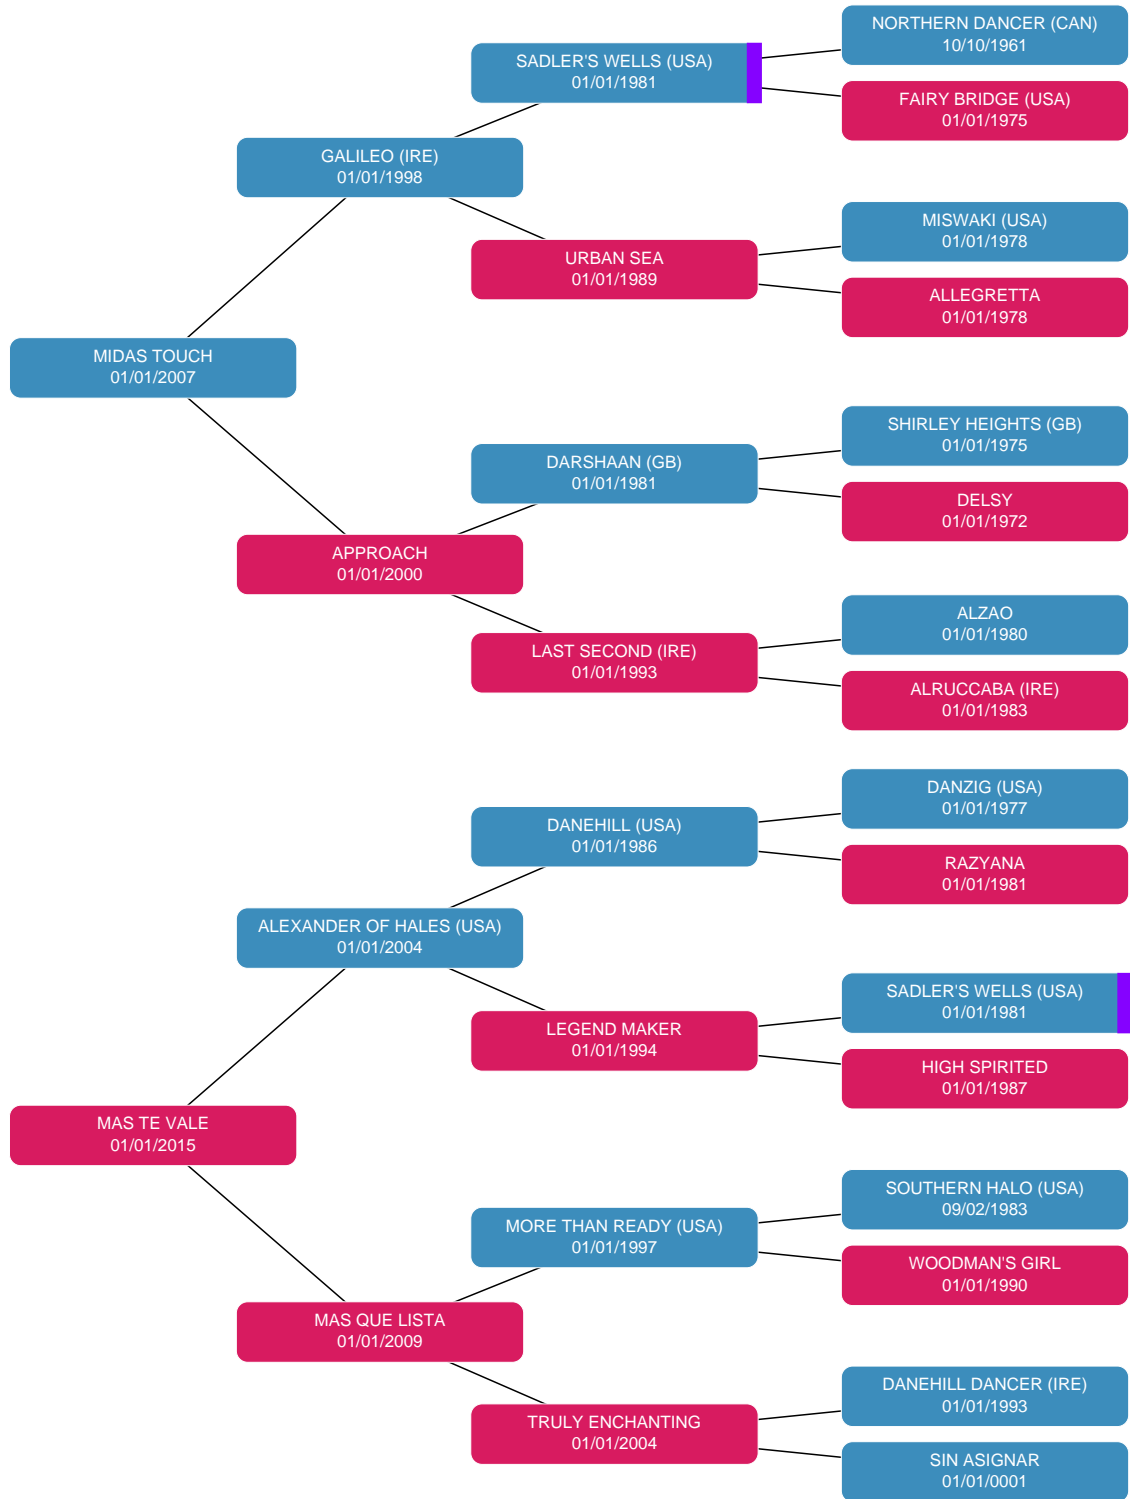 NORTHERN DANCER (CAN)
10/10/1961
SADLER'S WELLS (USA)
01/01/1981
FAIRY BRIDGE (USA)
01/01/1975
GALILEO (IRE)
01/01/1998
MISWAKI (USA)
01/01/1978
URBAN SEA
01/01/1989
ALLEGRETTA
01/01/1978
MIDAS TOUCH
01/01/2007
SHIRLEY HEIGHTS (GB)
01/01/1975
DARSHAAN (GB)
01/01/1981
DELSY
01/01/1972
APPROACH
01/01/2000
ALZAO
01/01/1980
LAST SECOND (IRE)
01/01/1993
ALRUCCABA (IRE)
01/01/1983
DANZIG (USA)
01/01/1977
DANEHILL (USA)
01/01/1986
RAZYANA
01/01/1981
ALEXANDER OF HALES (USA)
01/01/2004
SADLER'S WELLS (USA)
01/01/1981
LEGEND MAKER
01/01/1994
HIGH SPIRITED
01/01/1987
MAS TE VALE
01/01/2015
SOUTHERN HALO (USA)
09/02/1983
MORE THAN READY (USA)
01/01/1997
WOODMAN'S GIRL
01/01/1990
MAS QUE LISTA
01/01/2009
DANEHILL DANCER (IRE)
01/01/1993
TRULY ENCHANTING
01/01/2004
SIN ASIGNAR
01/01/0001